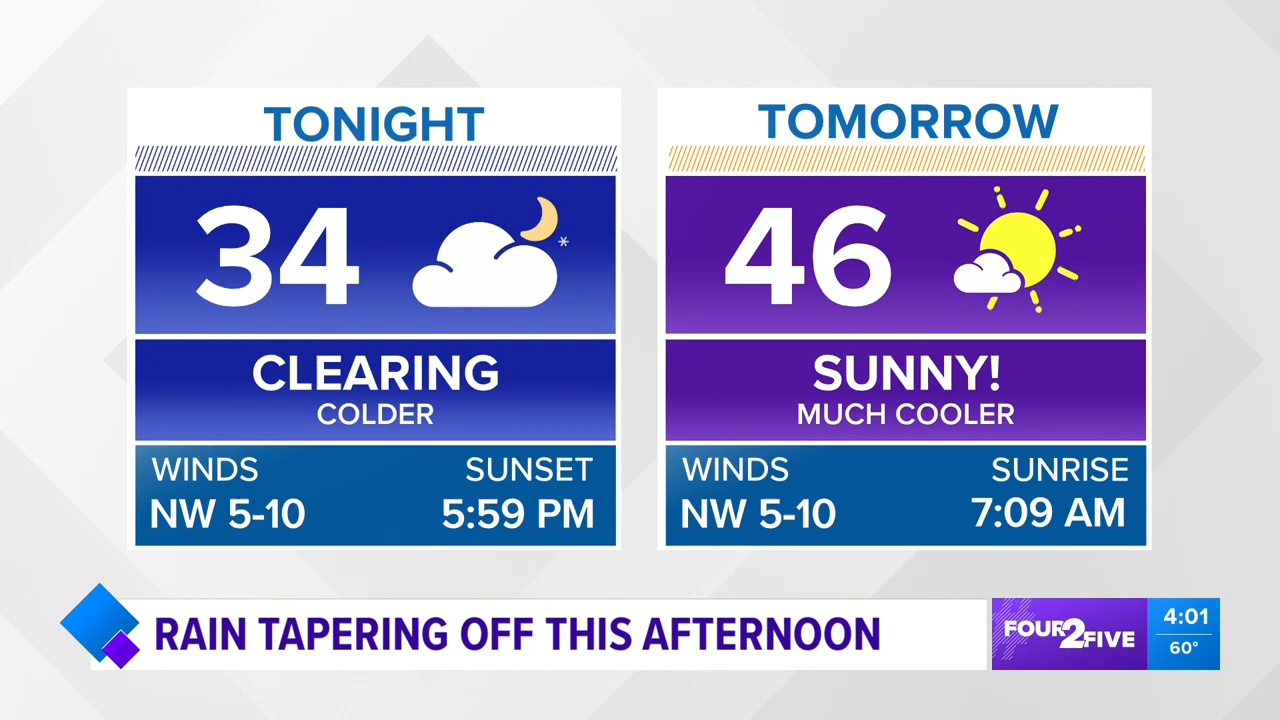 TONIGHT
34
CLEARING
COLDER
WINDS SUNSET
NW 5-10 5:59 PM
TOMORROW
46
SUNNY!
MUCH COOLER
WINDS SUNRISE
NW 5-10 7:09 AM
RAIN TAPERING OFF THIS AFTERNOON
FOUR2FIVE
4:01
60°